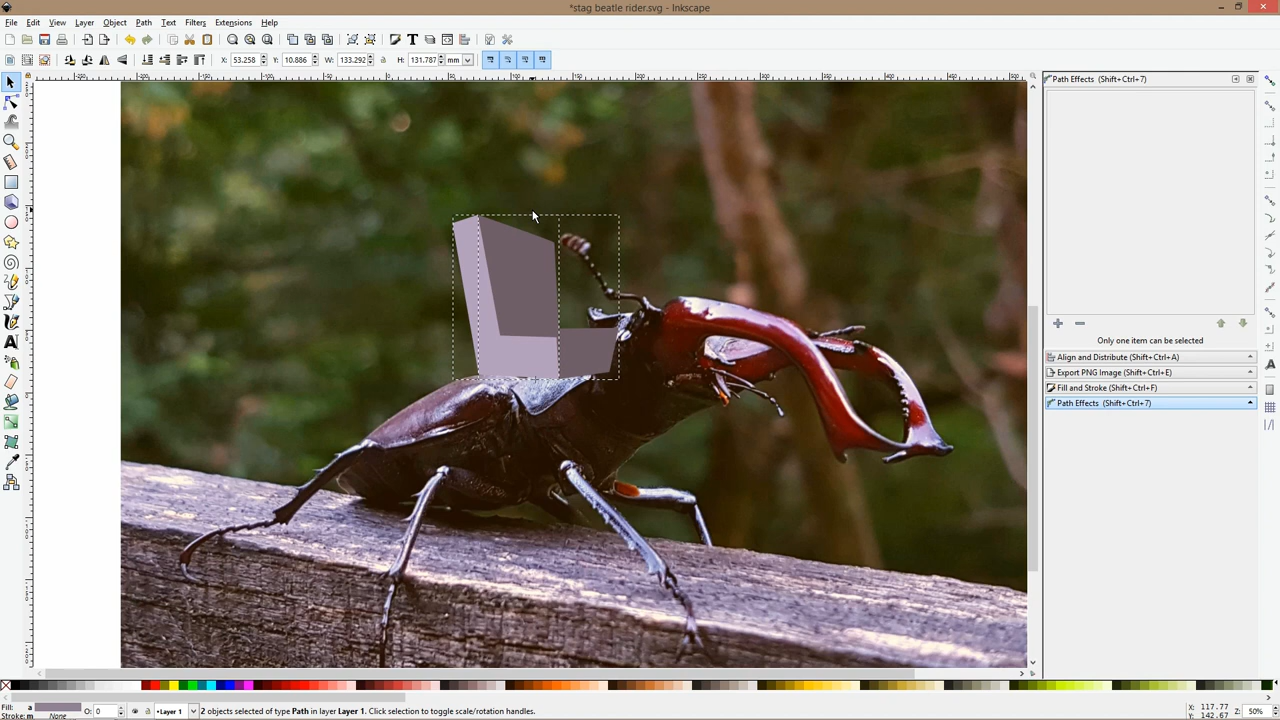 *stag beatle rider.svg - Inkscape
File Edit View Layer Object Path Text Filters Extensions Help
X: 53.258 Y: 10.886 W: 133.292 H: 131.787 mm
Path Effects (Shift+Ctrl+7)
Only one item can be selected
Align and Distribute (Shift+Ctrl+A)
Export PNG Image (Shift+Ctrl+E)
Fill and Stroke (Shift+Ctrl+F)
Path Effects (Shift+Ctrl+7)
Fill: a
Stroke: m None
O: 0
•Layer 1
2 objects selected of type Path in layer Layer 1. Click selection to toggle scale/rotation handles.
X: 117.77
Y: 142.67
Z: 50%